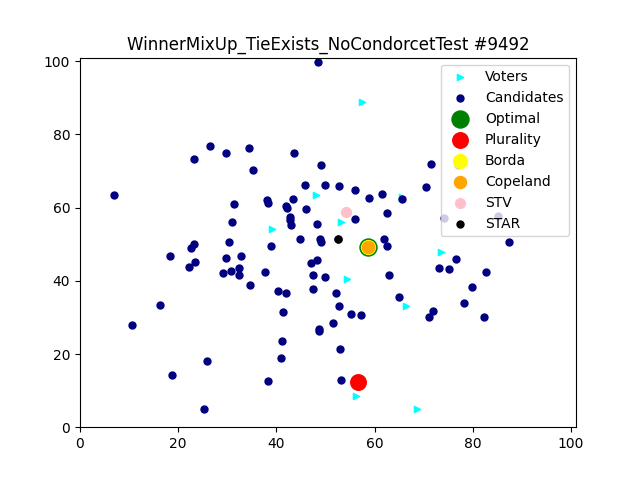 WinnerMixUp_TieExists_NoCondorcetTest #9492
100
80
60
40
20
0
0 20 40 60 80 100
Voters
Candidates
Optimal
Plurality
Borda
Copeland
STV
STAR